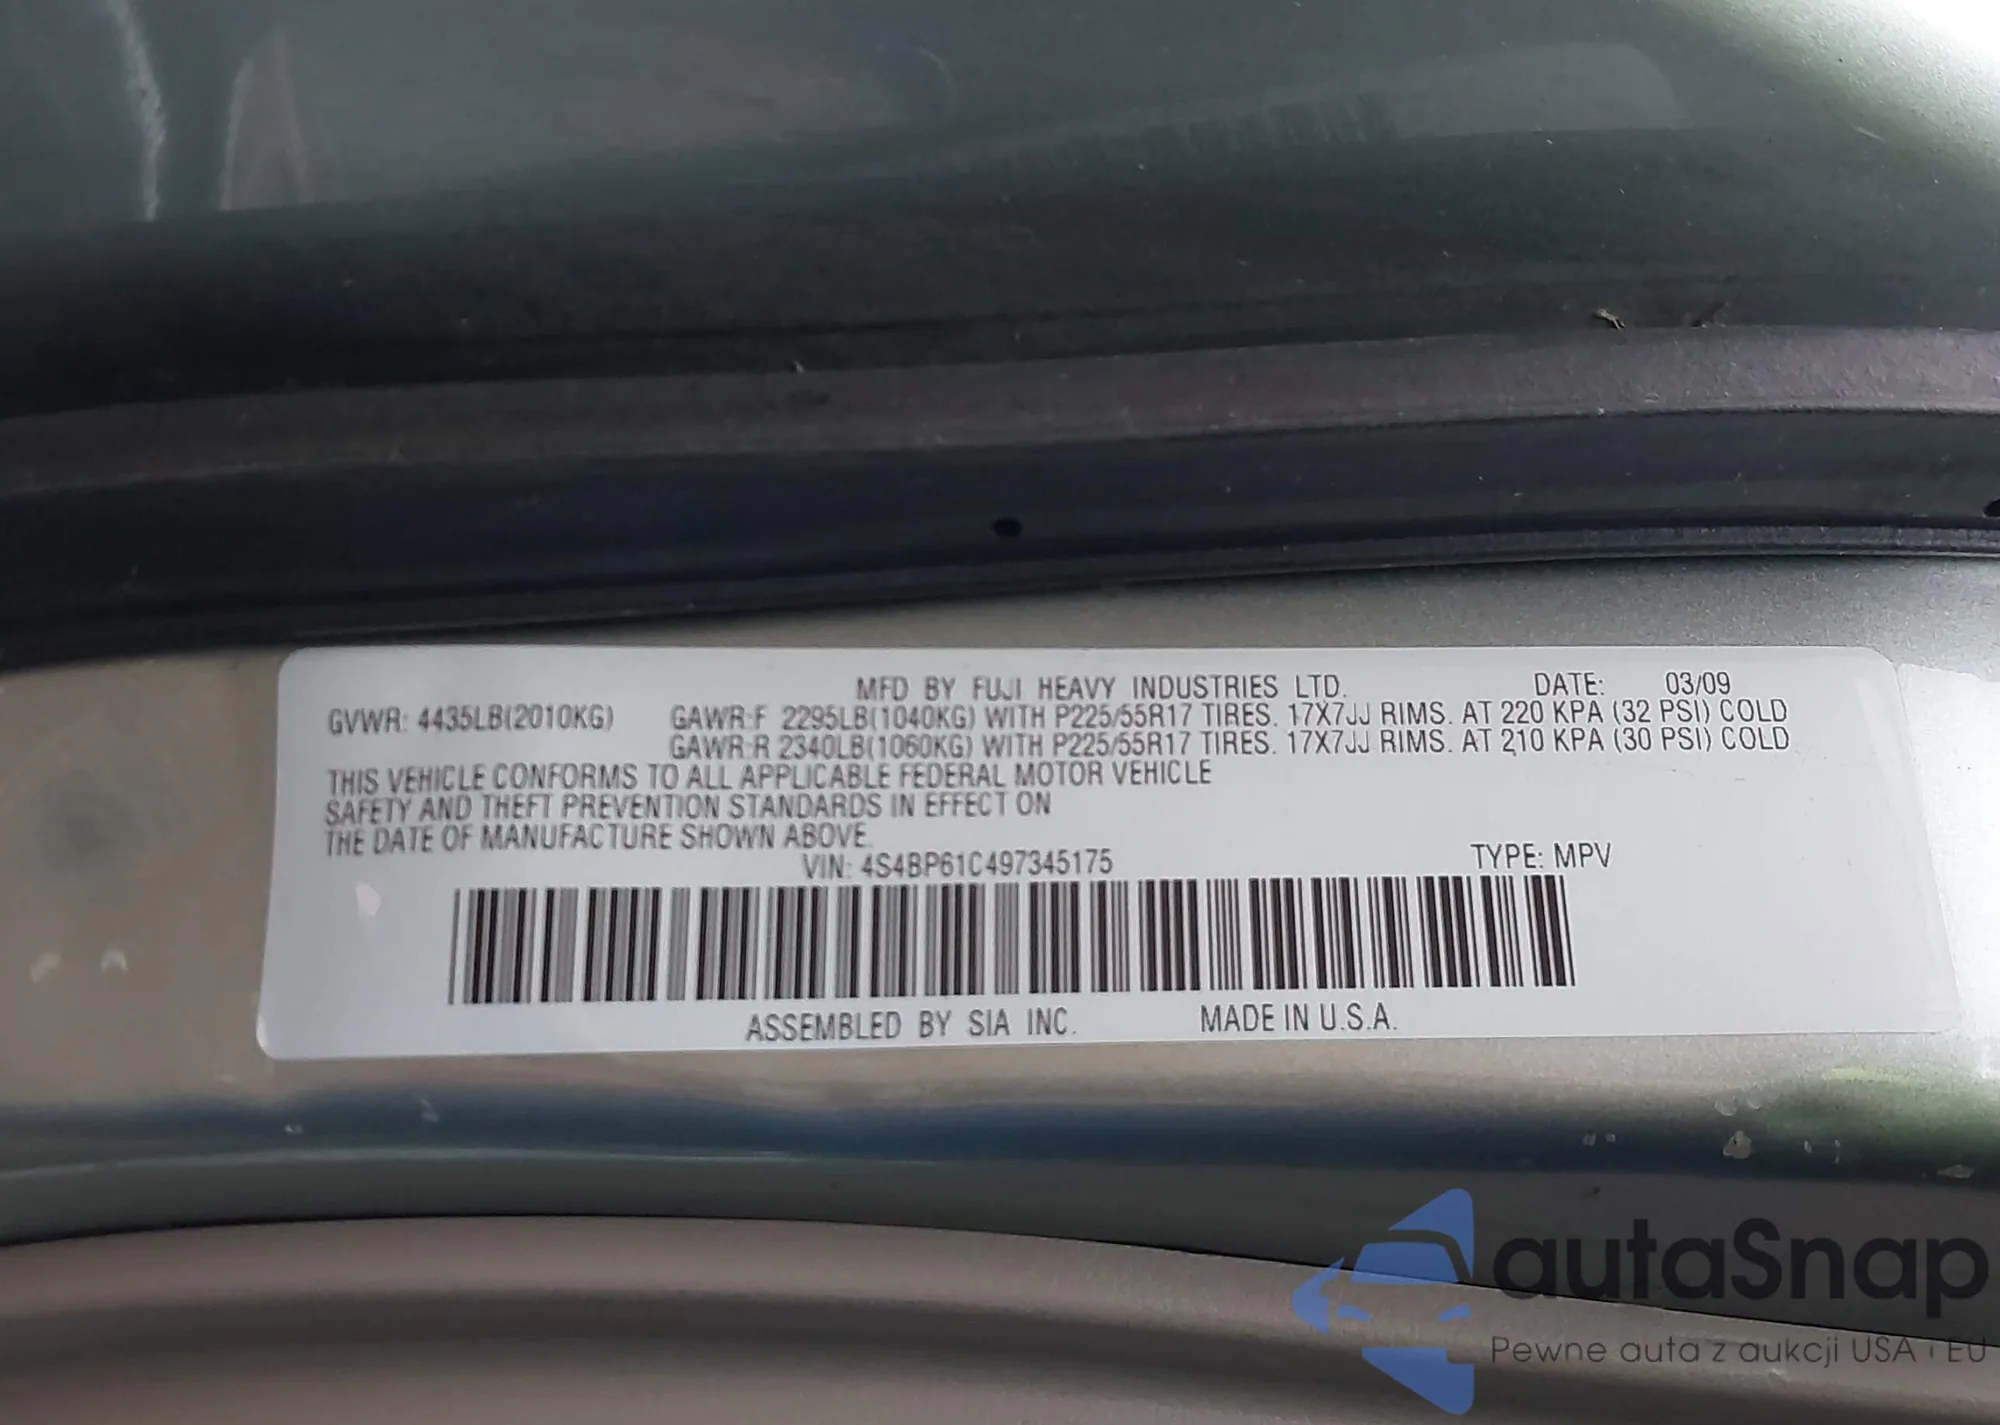 MFD BY FUJI HEAVY INDUSTRIES LTD. DATE: 03/09
GVWR: 4435LB(2010KG) GAWR:F 2295LB(1040KG) WITH P225/55R17 TIRES. 17X7JJ RIMS. AT 220 KPA (32 PSI) COLD
GAWR:R 2340LB(1060KG) WITH P225/55R17 TIRES. 17X7JJ RIMS. AT 210 KPA (30 PSI) COLD
THIS VEHICLE CONFORMS TO ALL APPLICABLE FEDERAL MOTOR VEHICLE
SAFETY AND THEFT PREVENTION STANDARDS IN EFFECT ON
THE DATE OF MANUFACTURE SHOWN ABOVE.
VIN: 4S4BP61C497345175 TYPE: MPV
ASSEMBLED BY SIA INC. MADE IN U.S.A.
autaSnap
Pewne auta z aukcji USA i EU